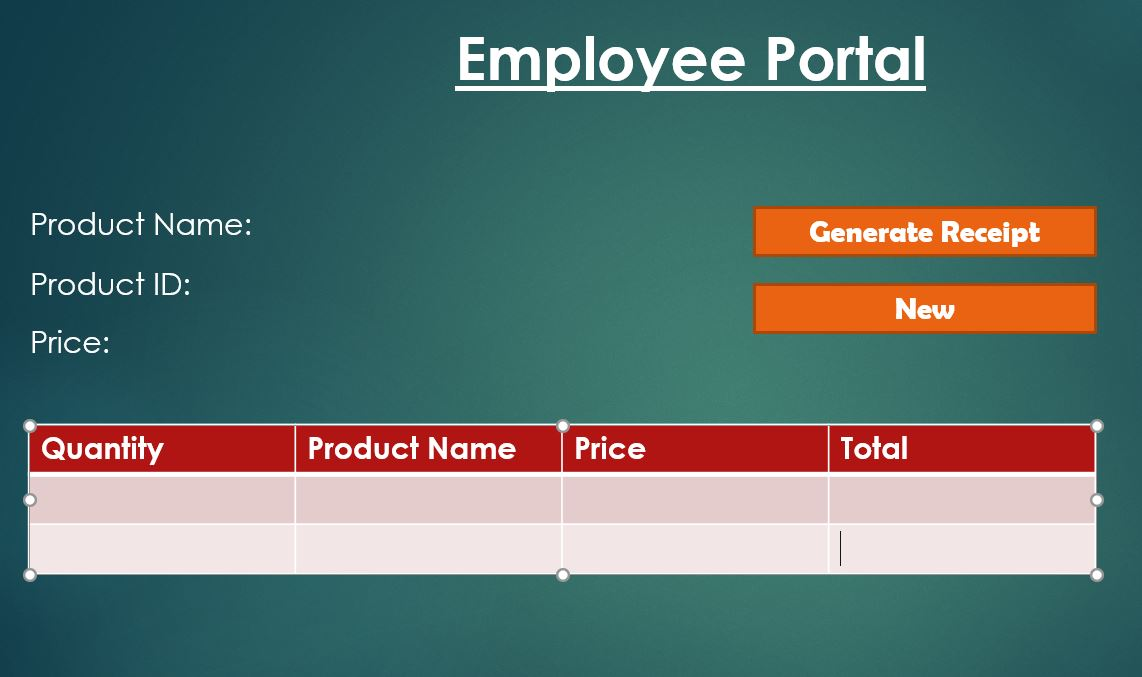 Employee Portal
Product Name:
Generate Receipt
Product ID:
New
Price:
Quantity Product Name Price Total